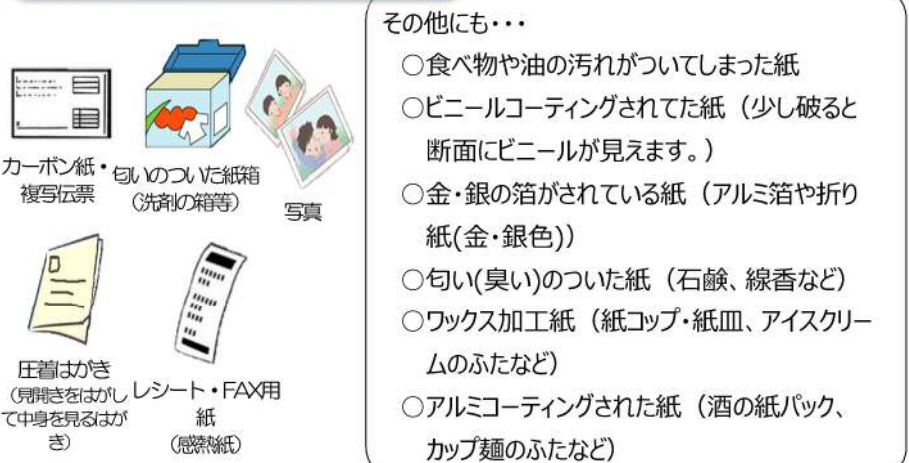 カーボン紙・
複写伝票
匂いのついた紙箱
(洗剤の箱等)
写真
圧着はがき
(見開きをはがし
て中身を見るはが
き)
レシート・FAX用
紙
(感熱紙)
その他にも・・・
○食べ物や油の汚れがついてしまった紙
○ビニールコーティングされてた紙（少し破ると
断面にビニールが見えます。）
○金・銀の箔がされている紙（アルミ箔や折り
紙(金・銀色)）
○匂い(臭い)のついた紙（石鹸、線香など）
○ワックス加工紙（紙コップ・紙皿、アイスクリー
ムのふたなど）
○アルミコーティングされた紙（酒の紙パック、
カップ麺のふたなど）